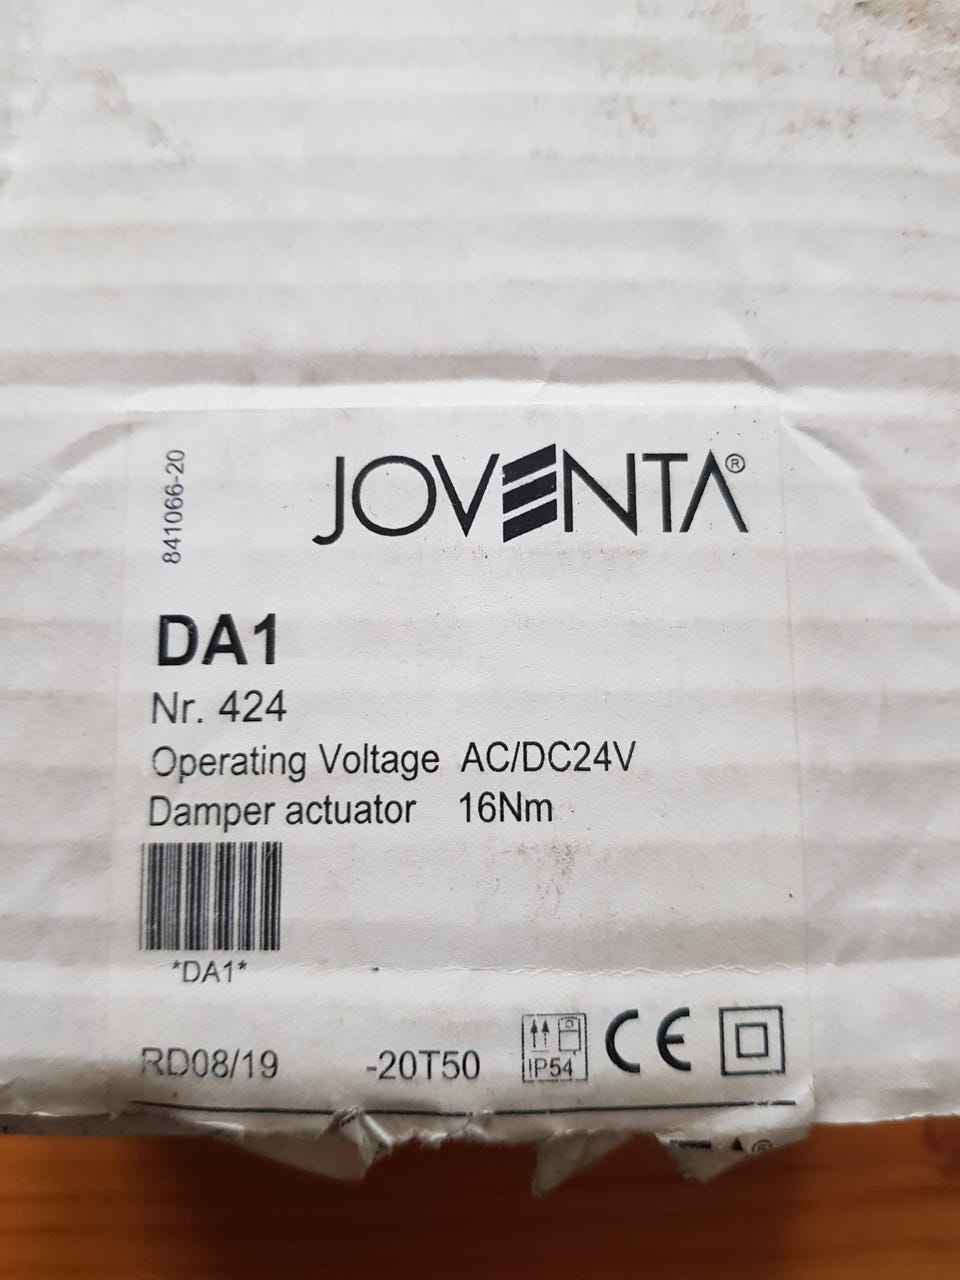 841066-20
JOVENTA®
DA1
Nr. 424
Operating Voltage AC/DC24V
Damper actuator 16Nm
*DA1*
RD08/19 -20T50 IP54 CE